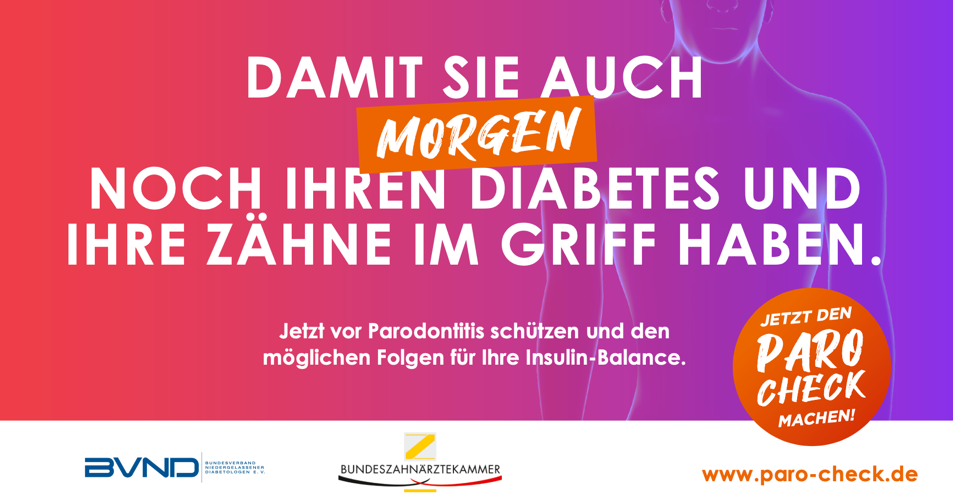 DAMIT SIE AUCH
MORGEN
NOCH IHREN DIABETES UND
IHRE ZÄHNE IM GRIFF HABEN.
Jetzt vor Parodontitis schützen und den
möglichen Folgen für Ihre Insulin-Balance.
JETZT DEN
PARO
CHECK
MACHEN!
BVND
BUNDESVERBAND
NIEDERGELASSENER
DIABETOLOGEN E. V.
BUNDESZAHNÄRZTEKAMMER
www.paro-check.de